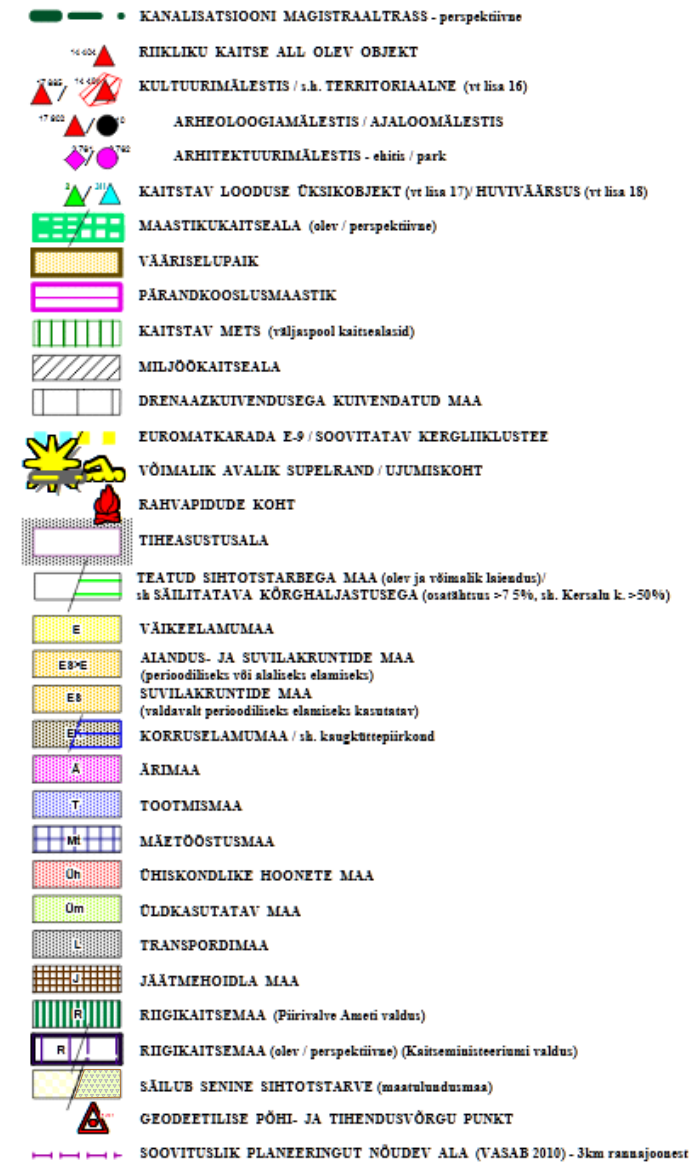 KANALISATSIOONI MAGISTRAALTRASS - perspektiivne
14 404
RIIKLIKU KAITSE ALL OLEV OBJEKT
KULTUURIMÄLESTIS / s.h. TERRITORIAALNE (vt lisa 16)
17 802
ARHEOLOOGIAMÄLESTIS / AJALOOMÄLESTIS
ARHITEKTUURIMÄLESTIS - ehitis / park
KAITSTAV LOODUSE ÜKSIKOBJEKT (vt lisa 17)/ HUVIVÄÄRSUS (vt lisa 18)
MAASTIKUKAITSEALA (olev / perspektiivne)
VÄÄRISELUPAIK
PÄRANDKOOSLUSMAASTIK
KAITSTAV METS (väljaspool kaitsealasid)
MILJÖÖKAITSEALA
DRENAAZKUIVENDUSEGA KUIVENDATUD MAA
EUROMATKARADA E-9 / SOOVITATAV KERGLIIKLUSTEE
VÕIMALIK AVALIK SUPELRAND / UJUMISKOHT
RAHVAPIDUDE KOHT
TIHEASUSTUSALA
TEATUD SIHTOTSTARBEGA MAA (olev ja võimalik laiendus)/
sh SÄILITATAVA KÕRGHALJASTUSEGA (osatähtsus >7 5%, sh. Kersalu k. >50%)
E VÄIKEELAMUMAA
ES>E AIANDUS- JA SUVILAKRUNTIDE MAA
(perioodiliseks või alaliseks elamiseks)
ES SUVILAKRUNTIDE MAA
(valdavalt perioodiliseks elamiseks kasutatav)
KORRUSELAMUMAA / sh. kaugküttepiirkond
Ä ÄRIMAA
T TOOTMISMAA
Mt MÄETÖÖSTUSMAA
Üh ÜHISKONDLIKE HOONETE MAA
Üm ÜLDKASUTATAV MAA
L TRANSPORDIMAA
J JÄÄTMEHOIDLA MAA
R RIIGIKAITSEMAA (Piirivalve Ameti valdus)
R RIIGIKAITSEMAA (olev / perspektiivne) (Kaitseministeeriumi valdus)
SÄILUB SENINE SIHTOTSTARVE (maatulundusmaa)
GEODEETILISE PÕHI- JA TIHENDUSVÕRGU PUNKT
SOOVITUSLIK PLANEERINGUT NÕUDEV ALA (VASAB 2010) - 3km rannajoonest